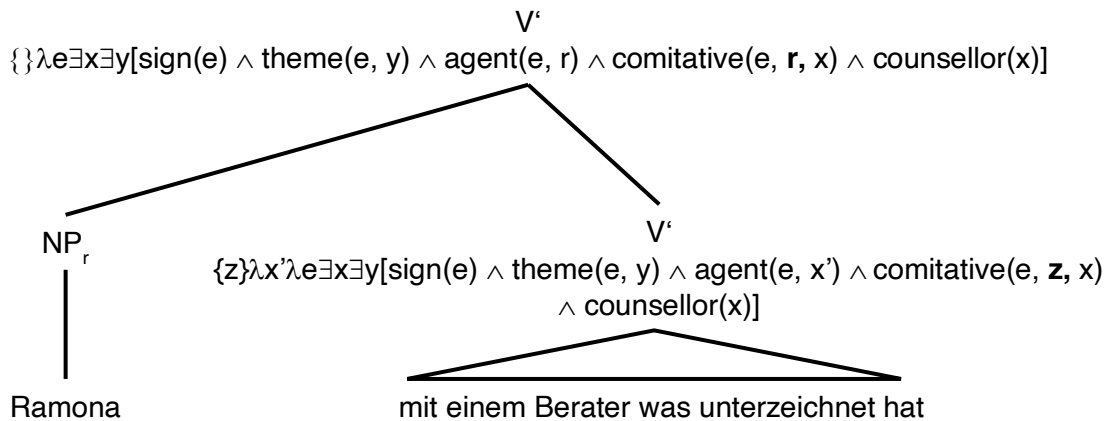 V‘
{}λe∃x∃y[sign(e) ∧ theme(e, y) ∧ agent(e, r) ∧ comitative(e, r, x) ∧ counsellor(x)]
NPr
V‘
{z}λx’λe∃x∃y[sign(e) ∧ theme(e, y) ∧ agent(e, x’) ∧ comitative(e, z, x)
∧ counsellor(x)]
Ramona
mit einem Berater was unterzeichnet hat